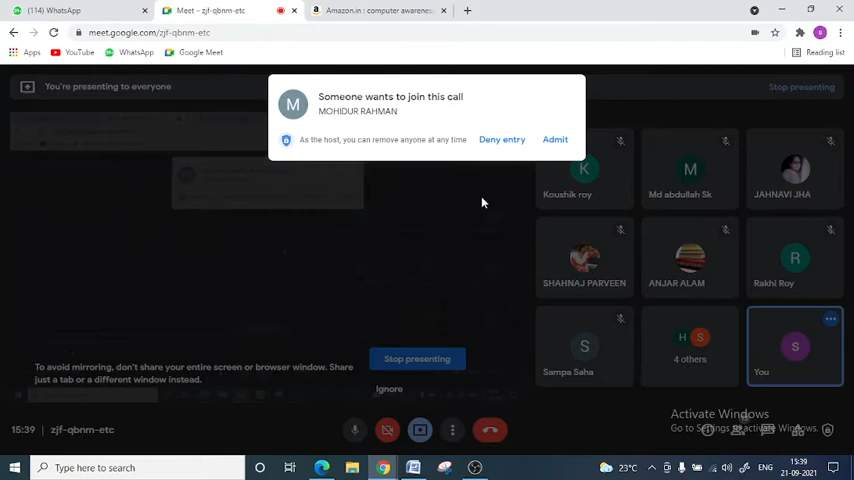 (114) WhatsApp
Meet – zjf-qbnm-etc
Amazon.in : computer awareness
meet.google.com/zjf-qbnm-etc
Apps
YouTube
WhatsApp
Google Meet
Reading list
You're presenting to everyone
Stop presenting
Someone wants to join this call
M
MOHIDUR RAHMAN
As the host, you can remove anyone at any time
Deny entry
Admit
K
M
Koushik roy
Md abdullah Sk
JAHNAVI JHA
R
SHAHNAJ PARVEEN
ANJAR ALAM
Rakhi Roy
S
H
S
S
Sampa Saha
4 others
You
Stop presenting
To avoid mirroring, don't share your entire screen or browser window. Share
just a tab or a different window instead.
Ignore
Activate Windows
Go to Settings to activate Windows.
15:39
zjf-qbnm-etc
Type here to search
23°C
ENG
15:39
21-09-2021